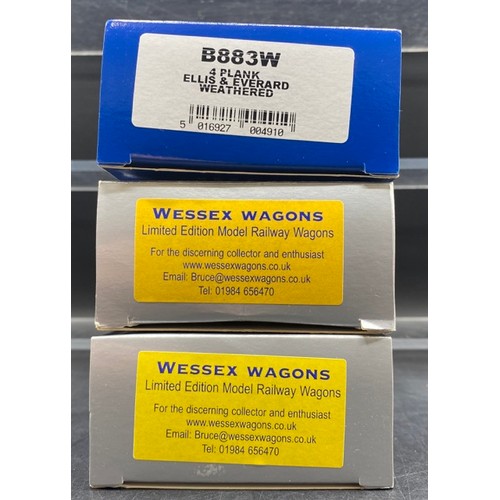 B883W
4 PLANK
ELLIS & EVERARD
WEATHERED
5 016927 004910
WESSEX WAGONS
Limited Edition Model Railway Wagons
For the discerning collector and enthusiast
www.wessexwagons.co.uk
Email: Bruce@wessexwagons.co.uk
Tel: 01984 656470
WESSEX WAGONS
Limited Edition Model Railway Wagons
For the discerning collector and enthusiast
www.wessexwagons.co.uk
Email: Bruce@wessexwagons.co.uk
Tel: 01984 656470